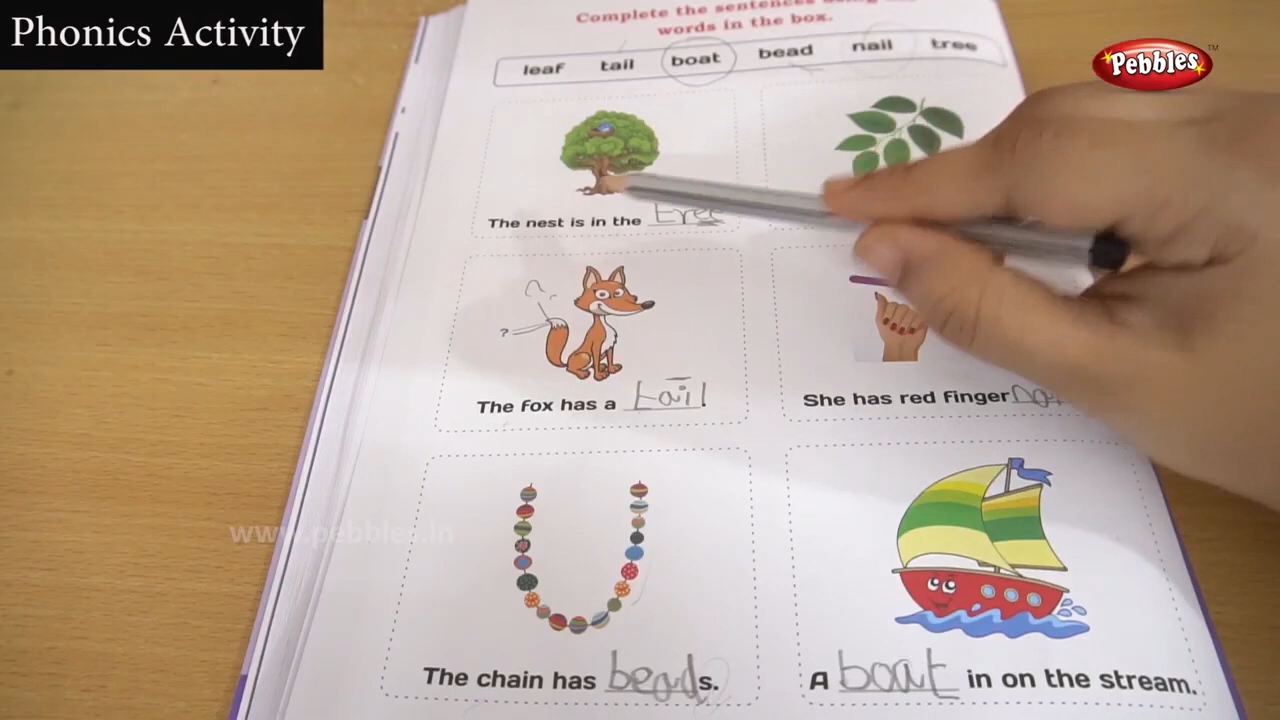 Phonics Activity
Pebbles
TM
Complete the sentences
words in the box.
leaf tail boat bead nail tree
The nest is in the tree
?
The fox has a tail
She has red finger
www.pebbles.in
The chain has beads.
A boat in on the stream.